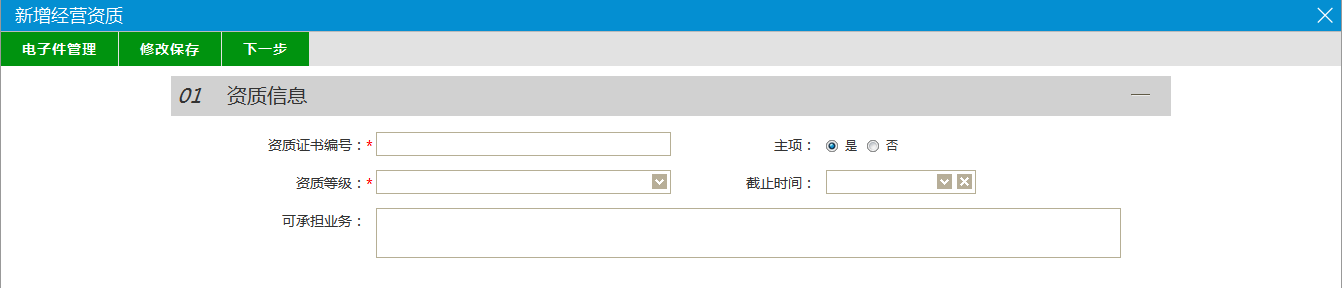 新增经营资质
电子件管理 修改保存 下一步
01 资质信息
资质证书编号：* 主项： 是 否
资质等级：* 截止时间：
可承担业务：